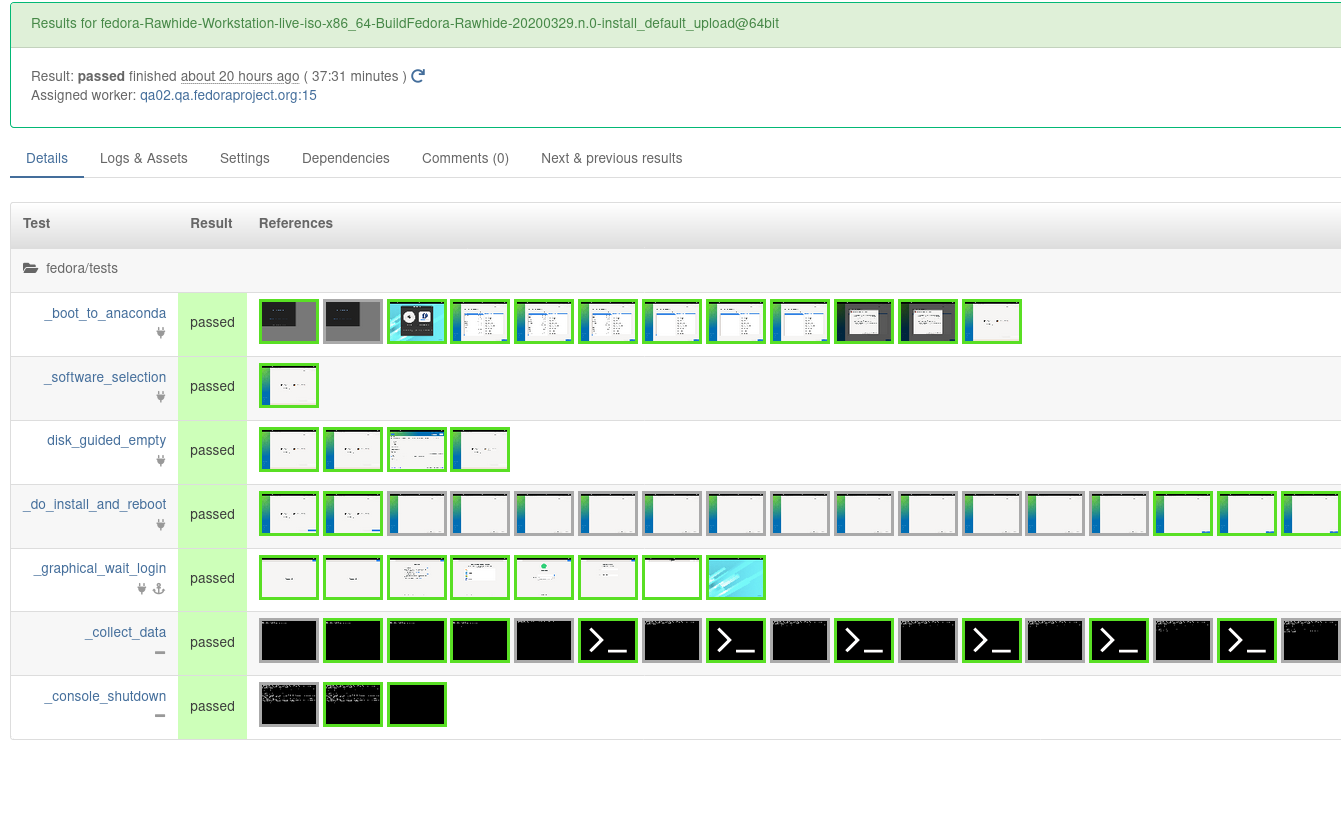 Results for fedora-Rawhide-Workstation-live-iso-x86_64-BuildFedora-Rawhide-20200329.n.0-install_default_upload@64bit
Result: passed finished about 20 hours ago ( 37:31 minutes )
Assigned worker: qa02.qa.fedoraproject.org:15
Details Logs & Assets Settings Dependencies Comments (0) Next & previous results
Test Result References
fedora/tests
_boot_to_anaconda passed
_software_selection passed
disk_guided_empty passed
_do_install_and_reboot passed
_graphical_wait_login passed
_collect_data passed
_console_shutdown passed